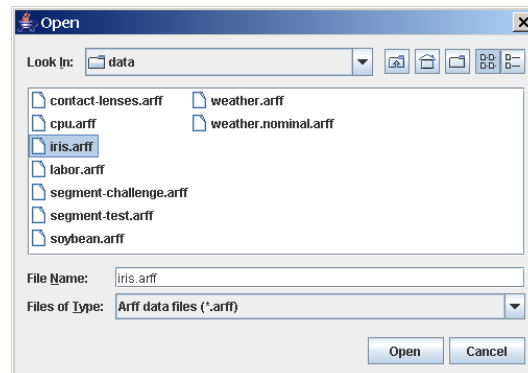 Open
Look In: data
contact-lenses.arff weather.arff
cpu.arff weather.nominal.arff
iris.arff
labor.arff
segment-challenge.arff
segment-test.arff
soybean.arff
File Name: iris.arff
Files of Type: Arff data files (*.arff)
Open Cancel